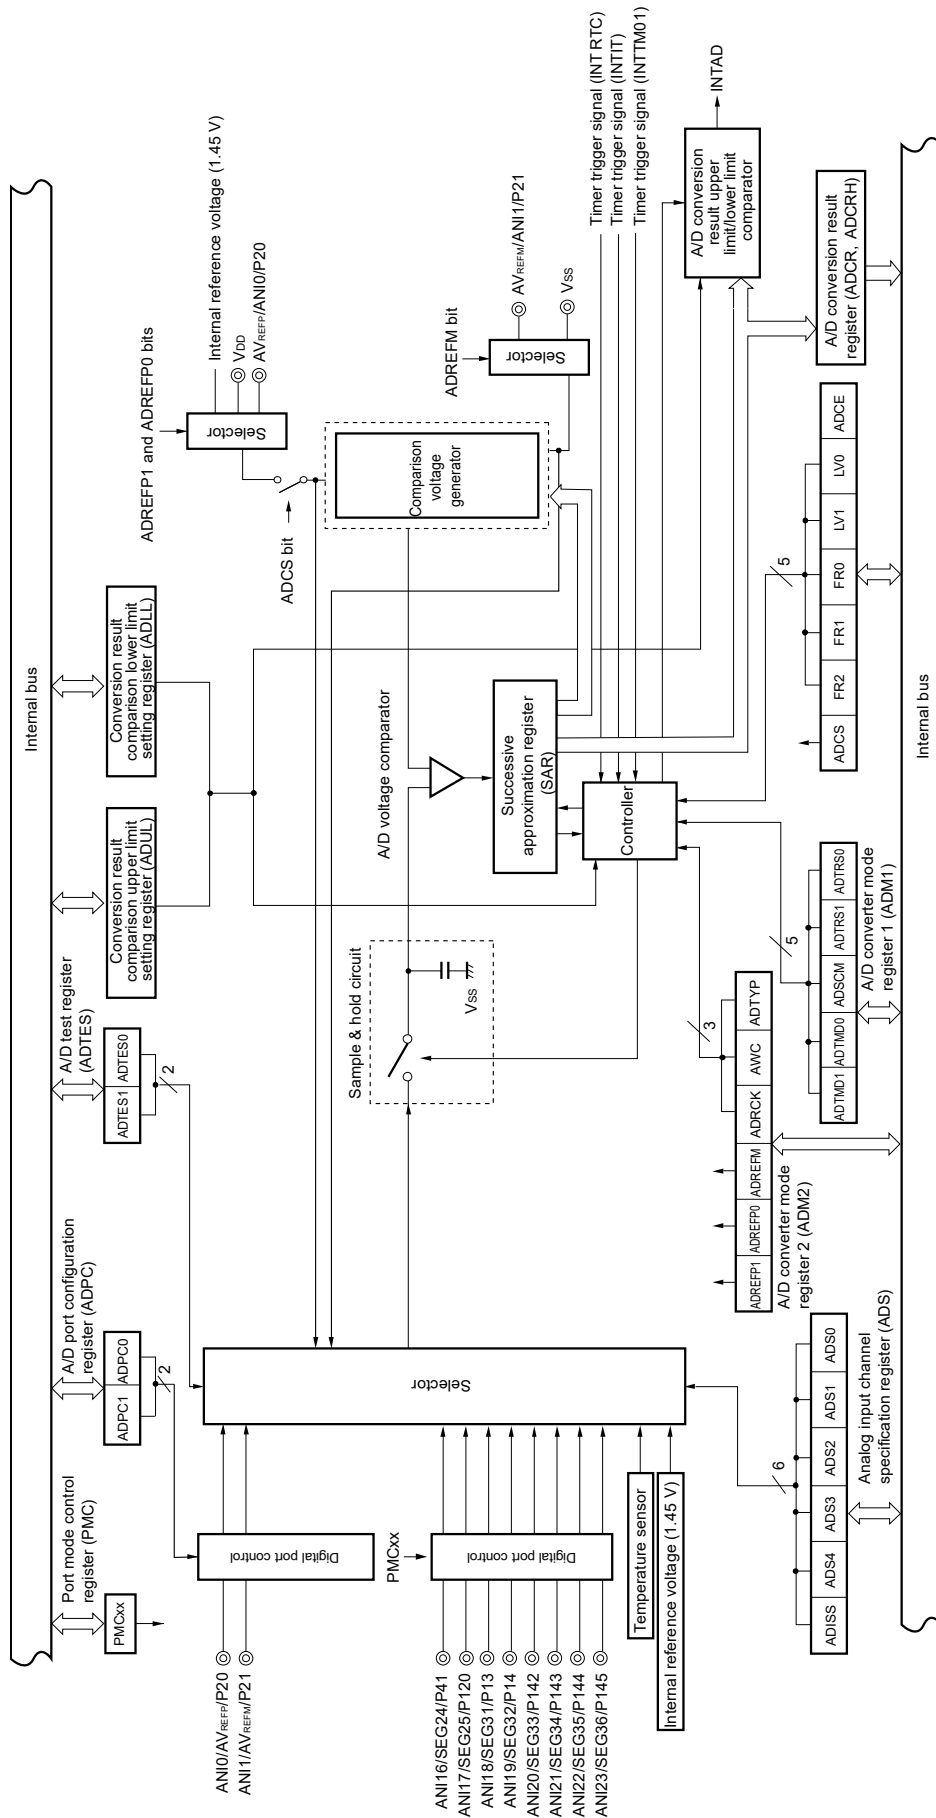 Internal bus
Port mode control
register (PMC)
PMCxx
A/D port configuration
register (ADPC)
ADPC1
ADPC0
2
A/D test register
(ADTES)
ADTES1
ADTES0
2
Conversion result
comparison upper limit
setting register (ADUL)
Conversion result
comparison lower limit
setting register (ADLL)
ADREFP1 and ADREFP0 bits
Selector
Internal reference voltage (1.45 V)
VDD
AVREFP/ANI0/P20
ADCS bit
ANI0/AVREFP/P20
ANI1/AVREFM/P21
Digital port control
PMCxx
ANI16/SEG24/P41
ANI17/SEG25/P120
ANI18/SEG31/P13
ANI19/SEG32/P14
ANI20/SEG33/P142
ANI21/SEG34/P143
ANI22/SEG35/P144
ANI23/SEG36/P145
Digital port control
Temperature sensor
Internal reference voltage (1.45 V)
Selector
Sample & hold circuit
VSS
A/D voltage comparator
Comparison
voltage
generator
ADREFM bit
Selector
AVREFM/ANI1/P21
VSS
Successive
approximation register
(SAR)
Controller
Timer trigger signal (INT RTC)
Timer trigger signal (INTIT)
Timer trigger signal (INTTM01)
A/D conversion
result upper
limit/lower limit
comparator
INTAD
6
ADISS
ADS4
ADS3
ADS2
ADS1
ADS0
Analog input channel
specification register (ADS)
3
ADREFP1
ADREFP0
ADREFM
ADRCK
AWC
ADTYP
A/D converter mode
register 2 (ADM2)
5
ADTMD1
ADTMD0
ADSCM
ADTRS1
ADTRS0
A/D converter mode
register 1 (ADM1)
5
ADCS
FR2
FR1
FR0
LV1
LV0
ADCE
A/D conversion result
register (ADCR, ADCRH)
Internal bus